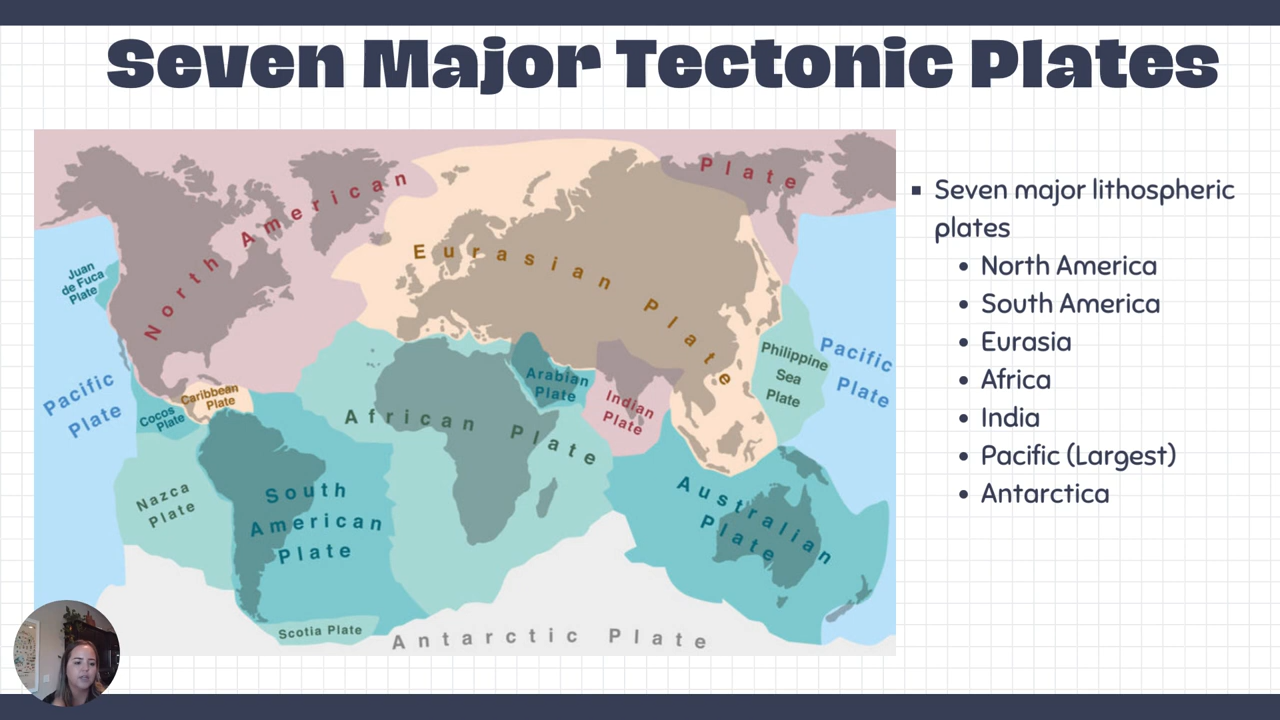 Seven Major Tectonic Plates
North American
Plate
Eurasian Plate
Juan
de Fuca
Plate
Pacific
Plate
Caribbean
Plate
Cocos
Plate
Arabian
Plate
Indian
Plate
Philippine
Sea
Plate
Pacific
Plate
African Plate
Nazca
Plate
South
American
Plate
Australian
Plate
Scotia Plate
Antarctic Plate
▪ Seven major lithospheric
plates
• North America
• South America
• Eurasia
• Africa
• India
• Pacific (Largest)
• Antarctica